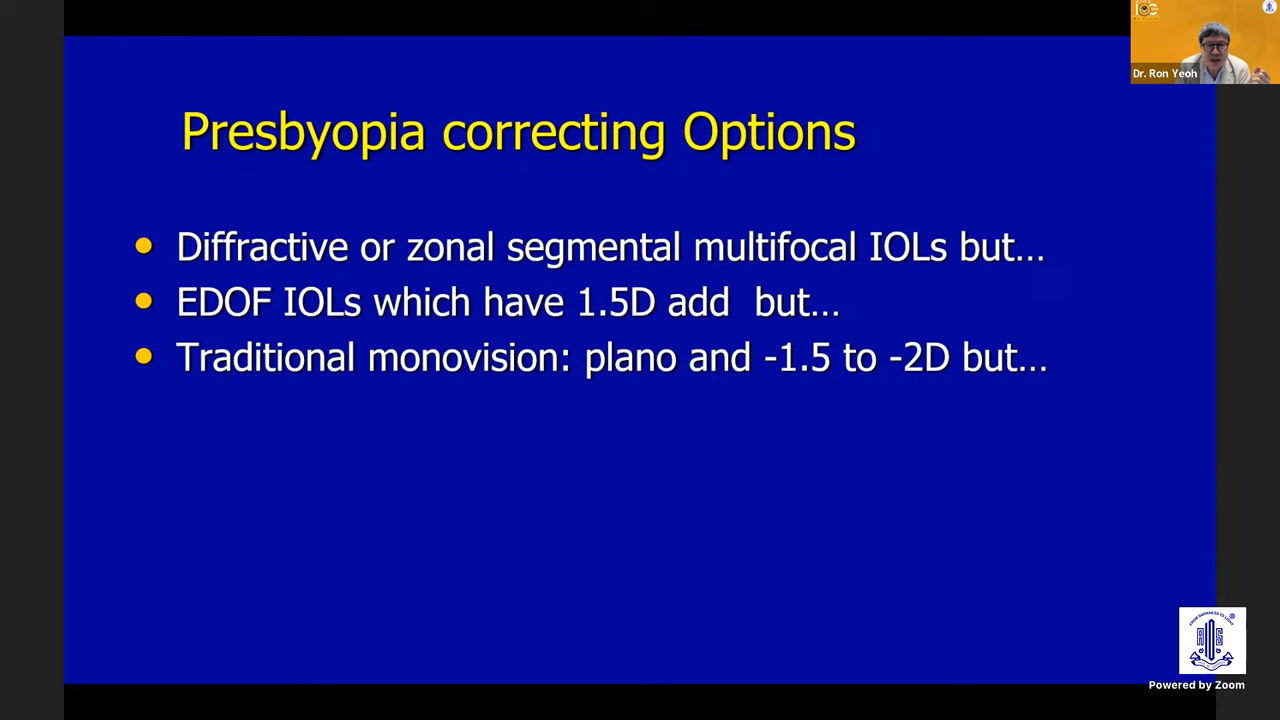 Presbyopia correcting Options
Diffractive or zonal segmental multifocal IOLs but...
EDOF IOLs which have 1.5D add but...
Traditional monovision: plano and -1.5 to -2D but...
Dr. Ron Yeoh
Powered by Zoom